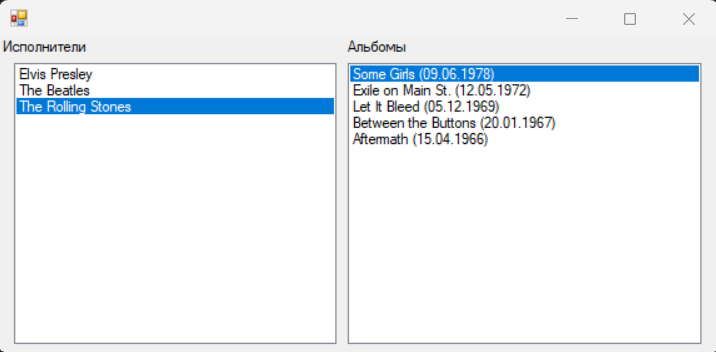 Исполнители
Альбомы
Elvis Presley
The Beatles
The Rolling Stones
Some Girls (09.06.1978)
Exile on Main St. (12.05.1972)
Let It Bleed (05.12.1969)
Between the Buttons (20.01.1967)
Aftermath (15.04.1966)